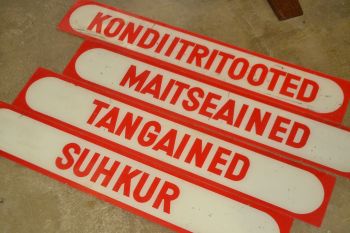 KONDIITRITOOTED
MAITSEAINED
TANGAINED
SUHKUR